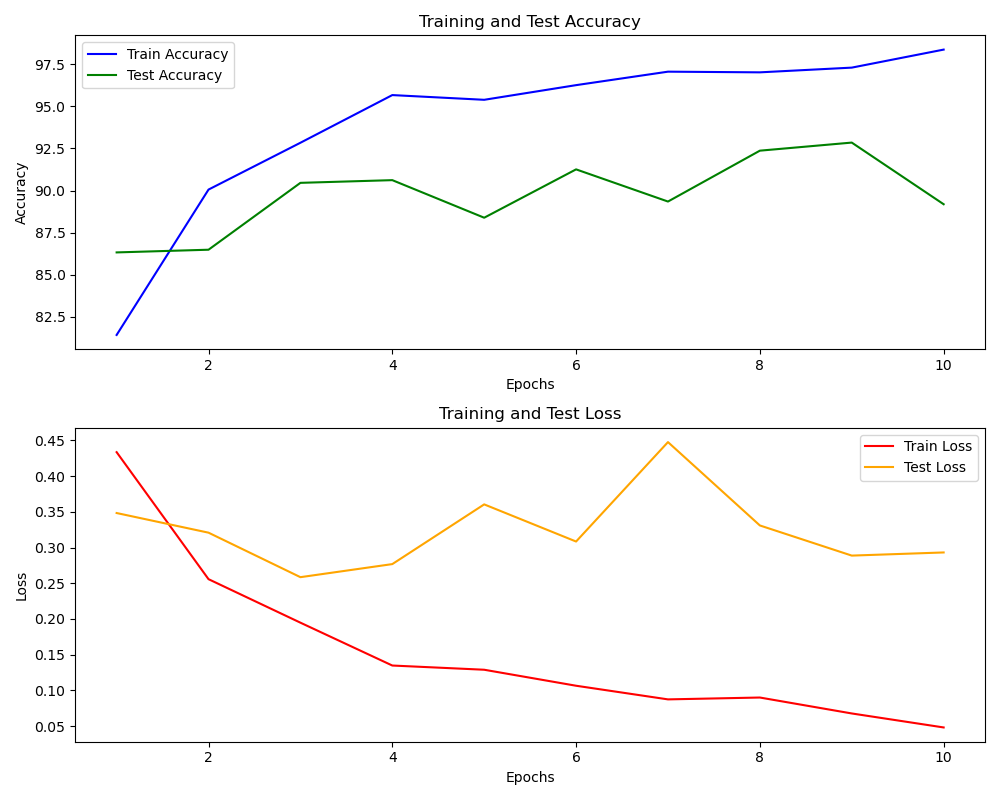 Training and Test Accuracy
Train Accuracy
Test Accuracy
97.5
95.0
92.5
90.0
87.5
85.0
82.5
Accuracy
2 4 6 8 10
Epochs
Training and Test Loss
Train Loss
Test Loss
0.45
0.40
0.35
0.30
0.25
0.20
0.15
0.10
0.05
Loss
2 4 6 8 10
Epochs